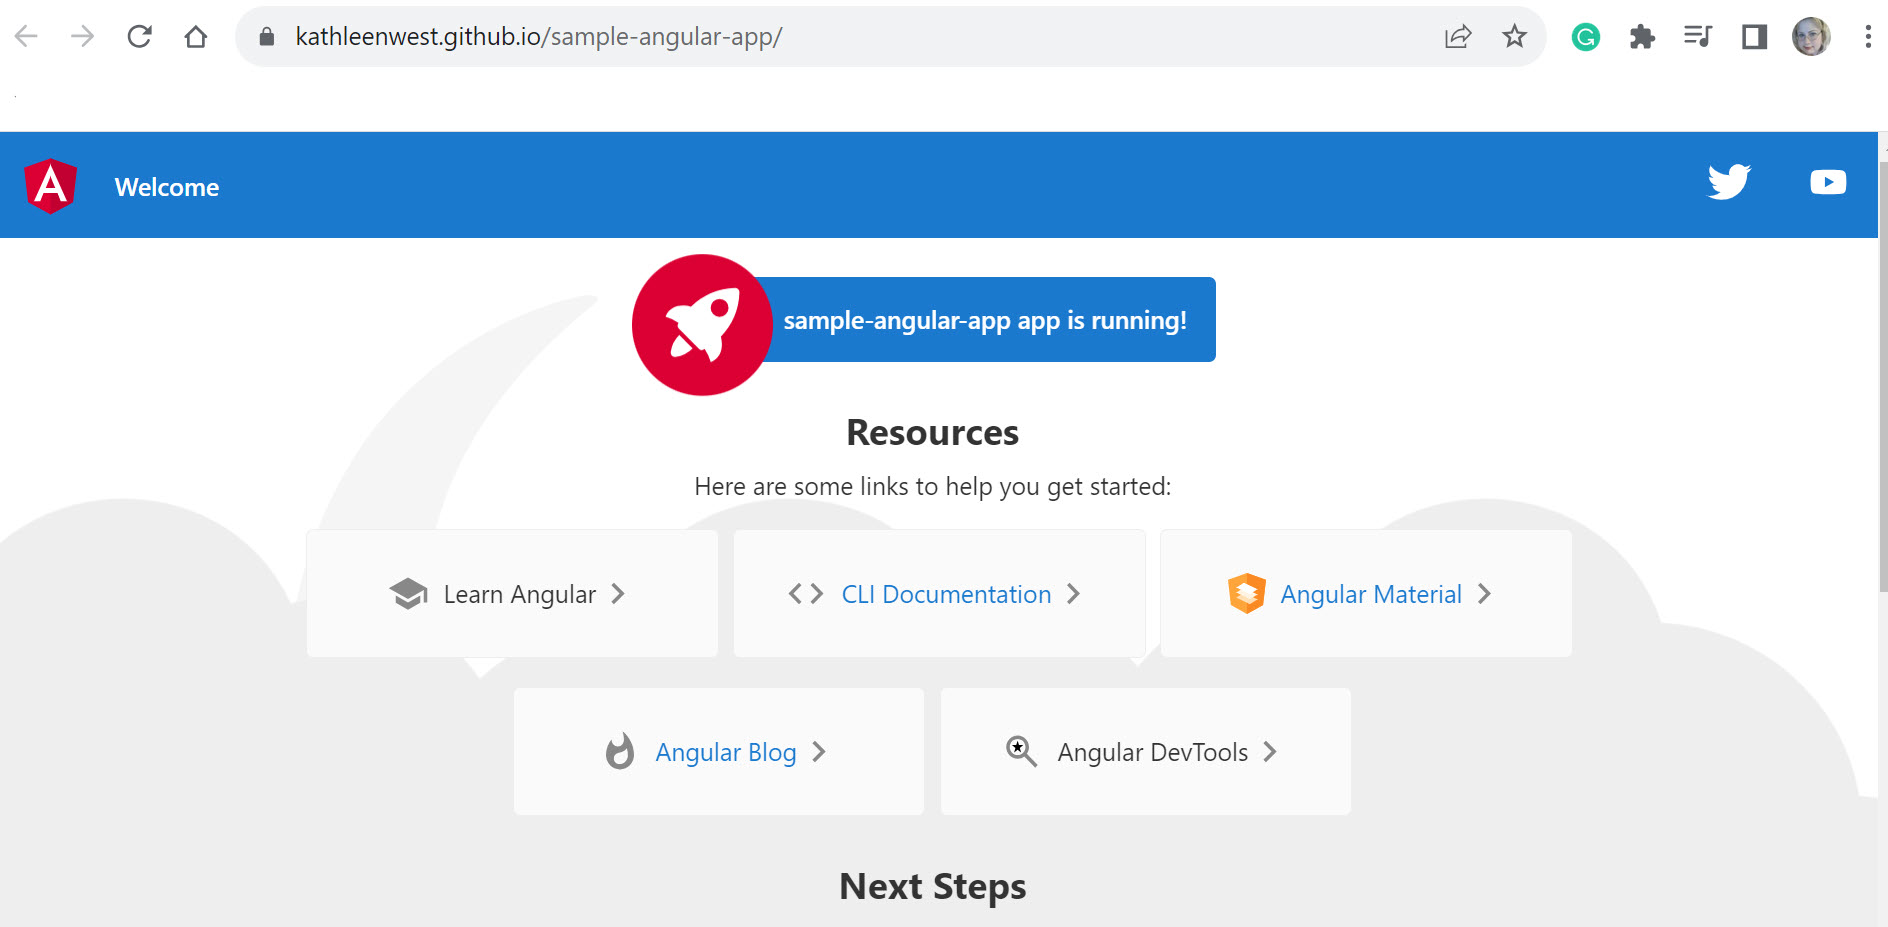 kathleenwest.github.io/sample-angular-app/
Welcome
sample-angular-app app is running!
Resources
Here are some links to help you get started:
Learn Angular
CLI Documentation
Angular Material
Angular Blog
Angular DevTools
Next Steps